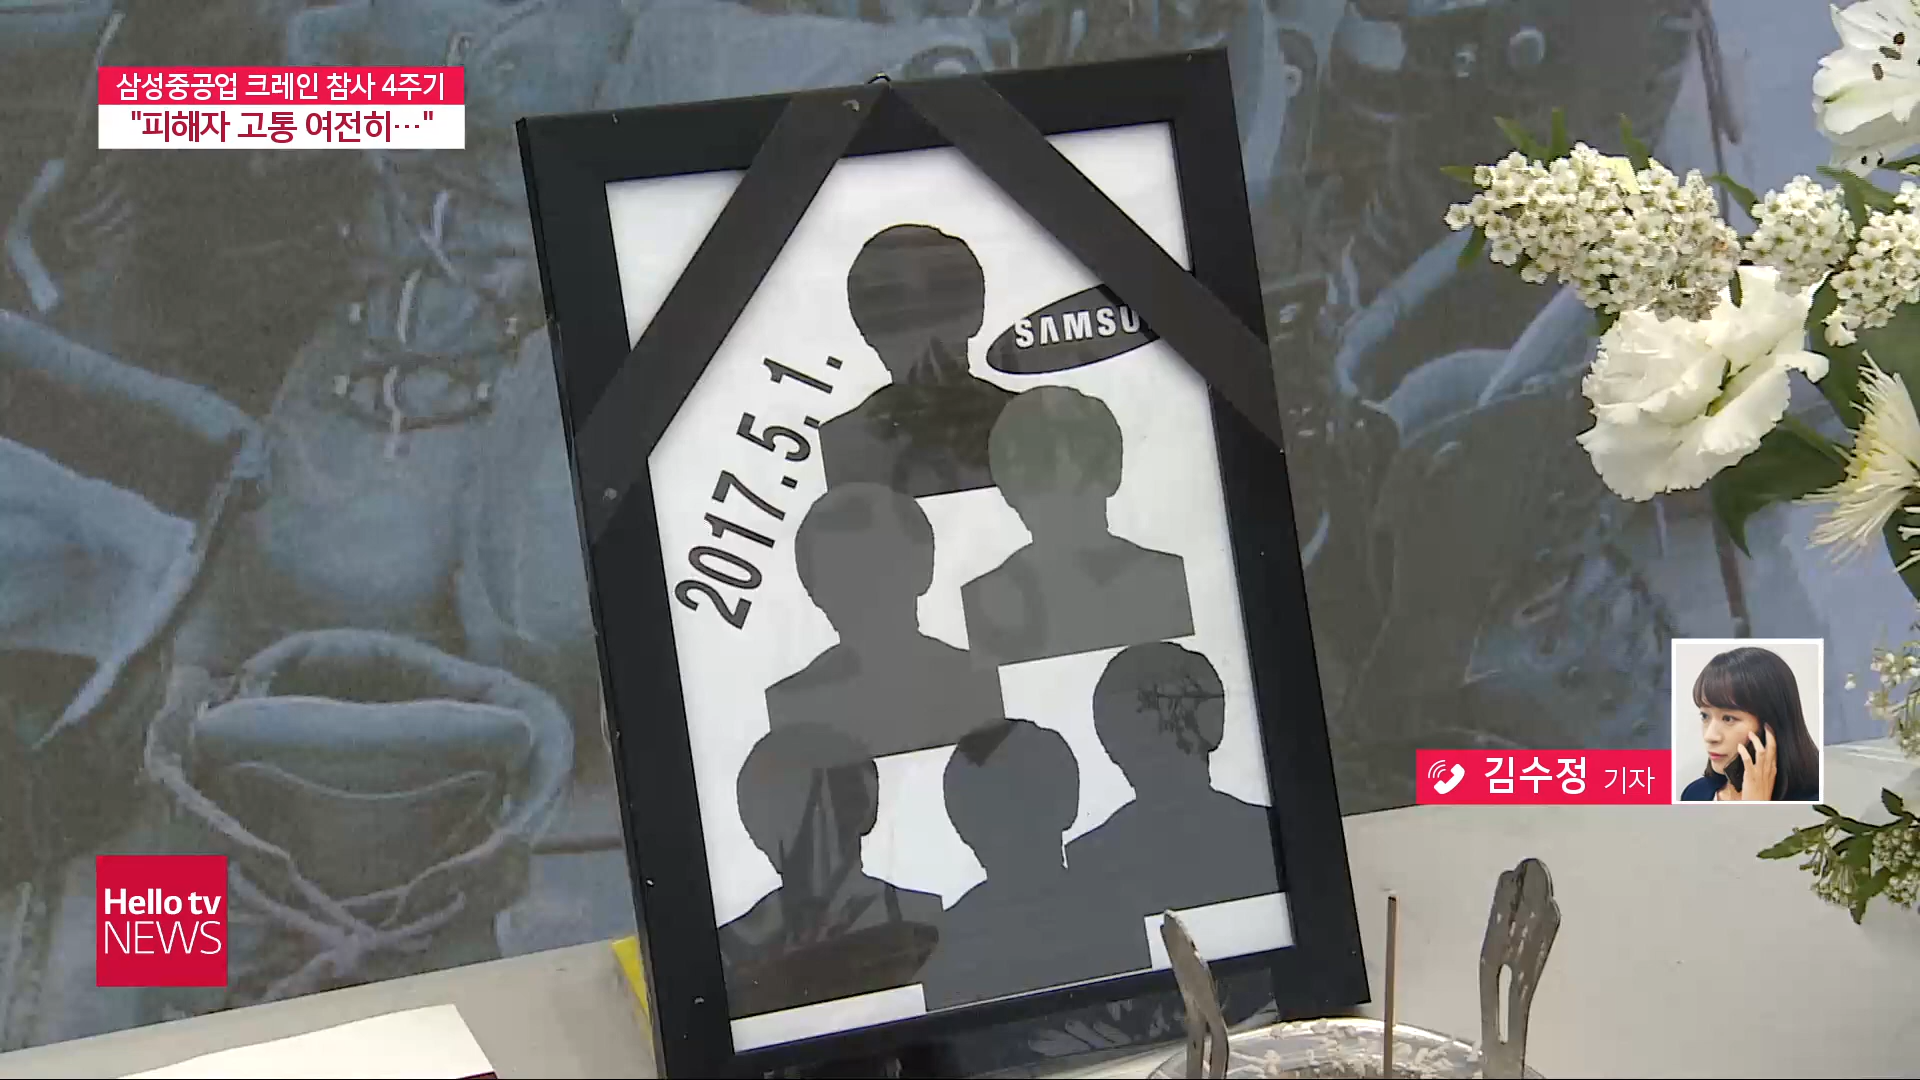 삼성중공업 크레인 참사 4주기
"피해자 고통 여전히…"
SAMSU
2017.5.1.
김수정 기자
Hello tv
NEWS